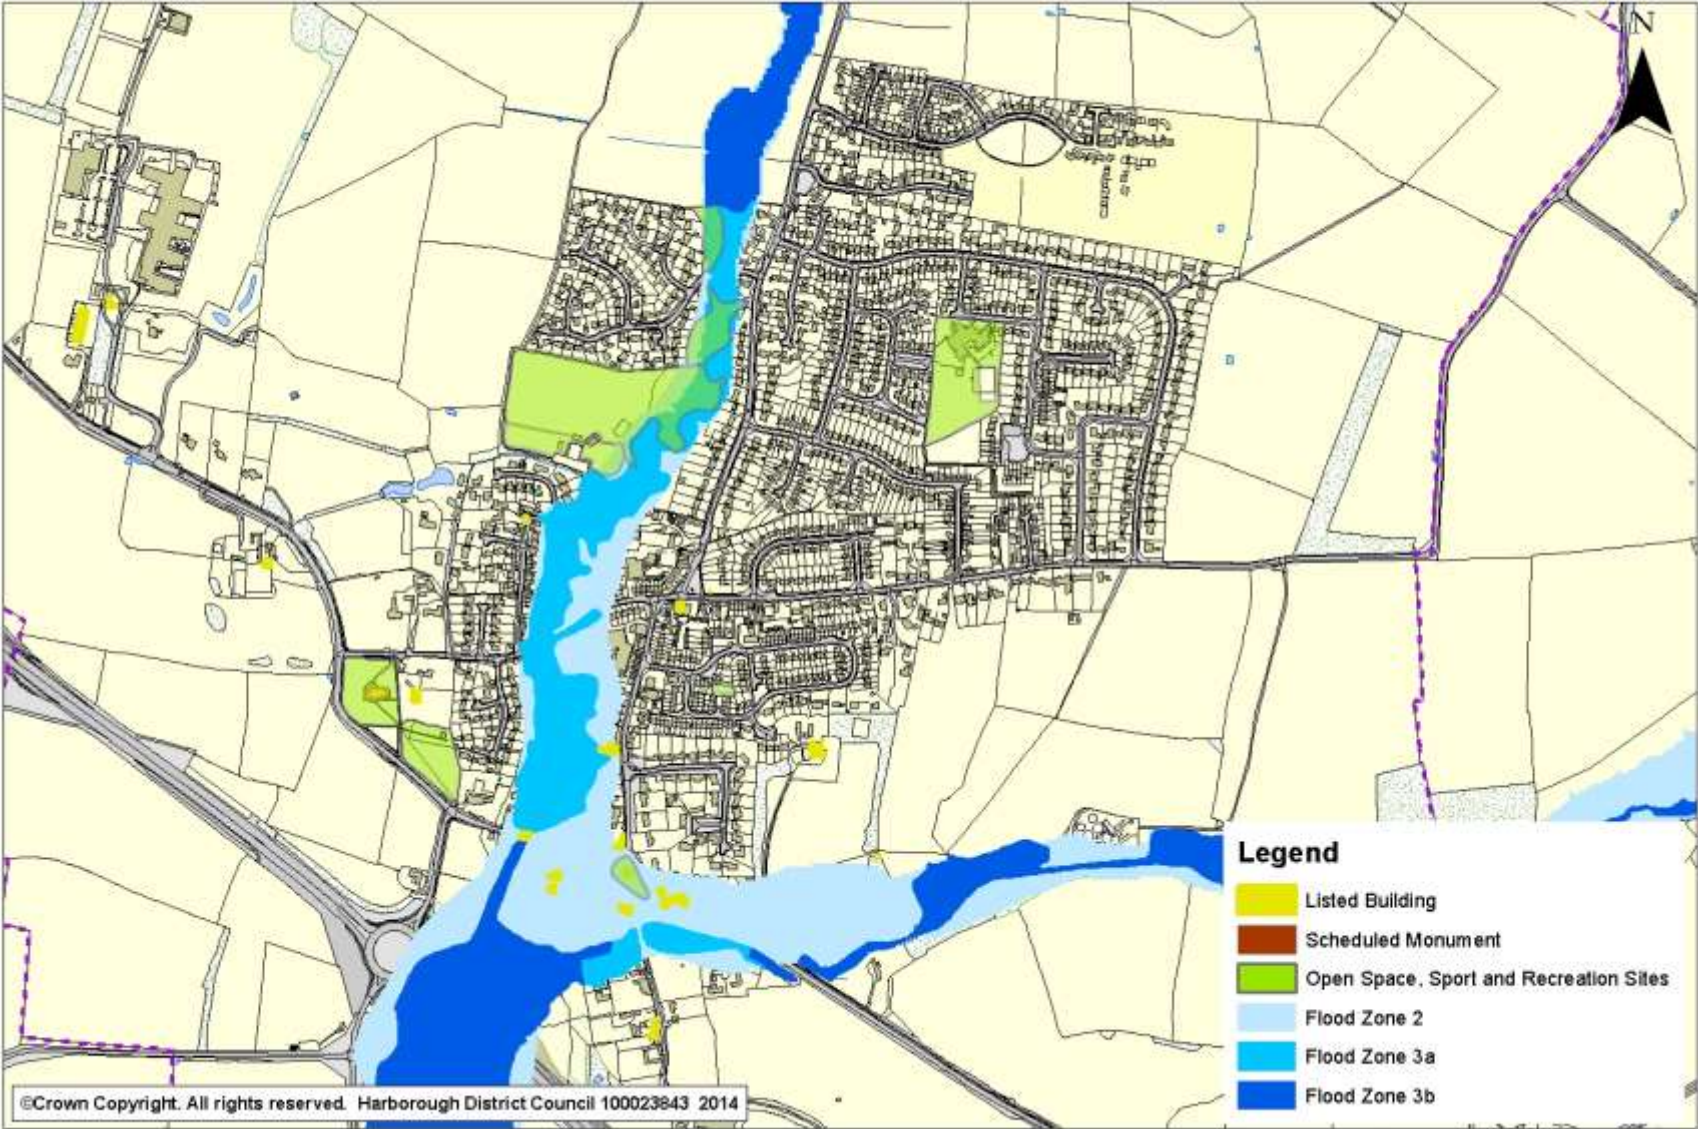 N
Legend
Listed Building
Scheduled Monument
Open Space, Sport and Recreation Sites
Flood Zone 2
Flood Zone 3a
Flood Zone 3b
©Crown Copyright. All rights reserved. Harborough District Council 100023843 2014